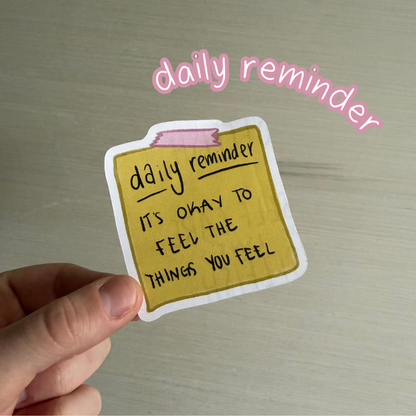 daily reminder
daily reminder
IT'S OKAY TO
FEEL THE
THINGS YOU FEEL